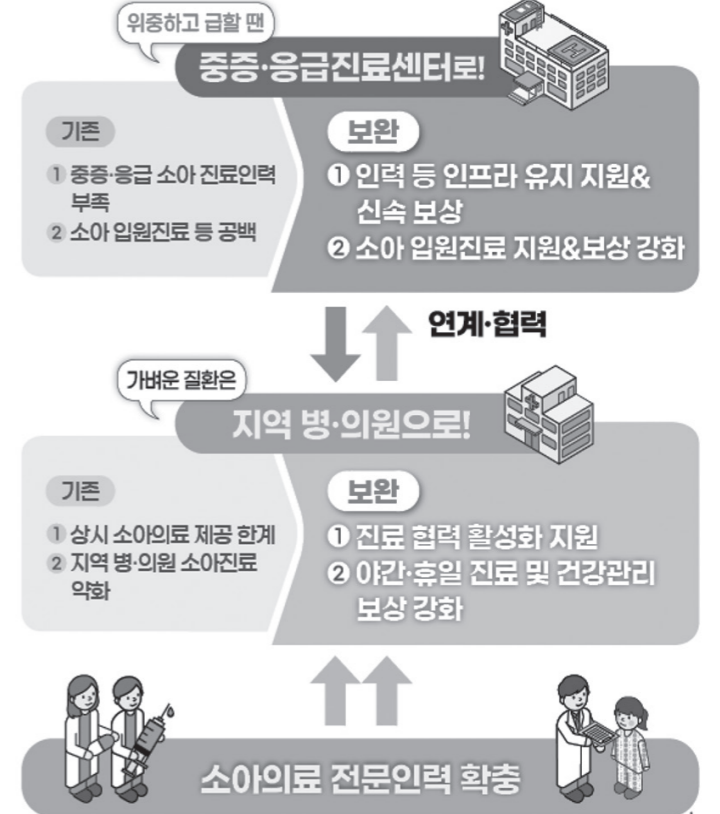 위중하고 급할 땐
중증·응급진료센터로!
기존
1 중증·응급 소아 진료인력
부족
2 소아 입원진료 등 공백
보완
1 인력 등 인프라 유지 지원&
신속 보상
2 소아 입원진료 지원&보상 강화
연계·협력
가벼운 질환은
지역 병·의원으로!
기존
1 상시 소아의료 제공 한계
2 지역 병·의원 소아진료
약화
보완
1 진료 협력 활성화 지원
2 야간·휴일 진료 및 건강관리
보상 강화
소아의료 전문인력 확충